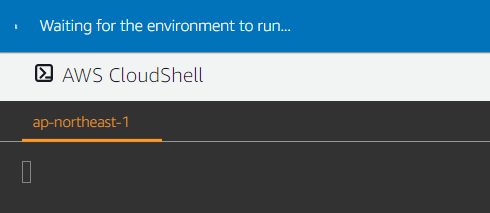 Waiting for the environment to run...
AWS CloudShell
ap-northeast-1